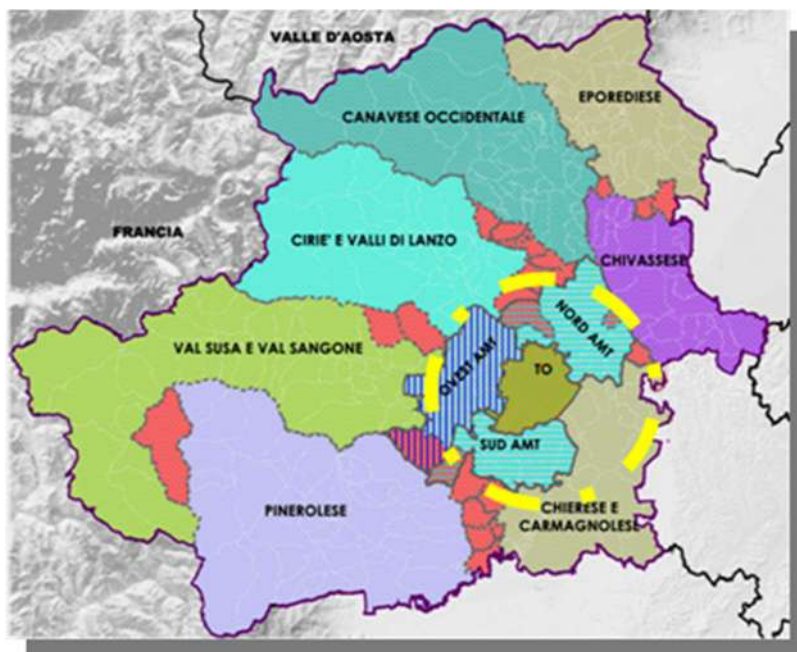 VALLE D'AOSTA
EPOREDIESE
CANAVESE OCCIDENTALE
FRANCIA
CIRIE' E VALLI DI LANZO
CHIVASSESE
NORD AMT
VAL SUSA E VAL SANGONE
OVEST AMT
TO
SUD AMT
PINEROLESE
CHIERESE E
CARMAGNOLESE